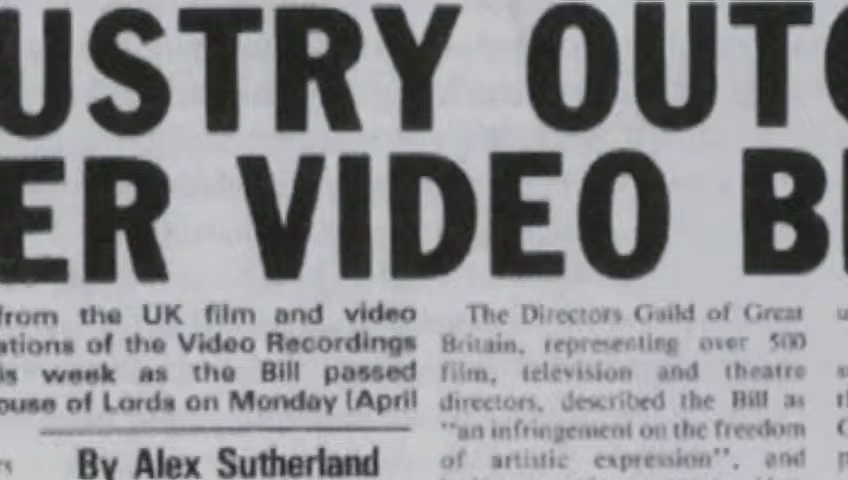 USTRY OUTC
ER VIDEO BI
from the UK film and video
ations of the Video Recordings
is week as the Bill passed
ouse of Lords on Monday (April
By Alex Sutherland
The Directors Guild of Great
Britain, representing over 500
film, television and theatre
directors, described the Bill as
"an infringement on the freedom
of artistic expression", and